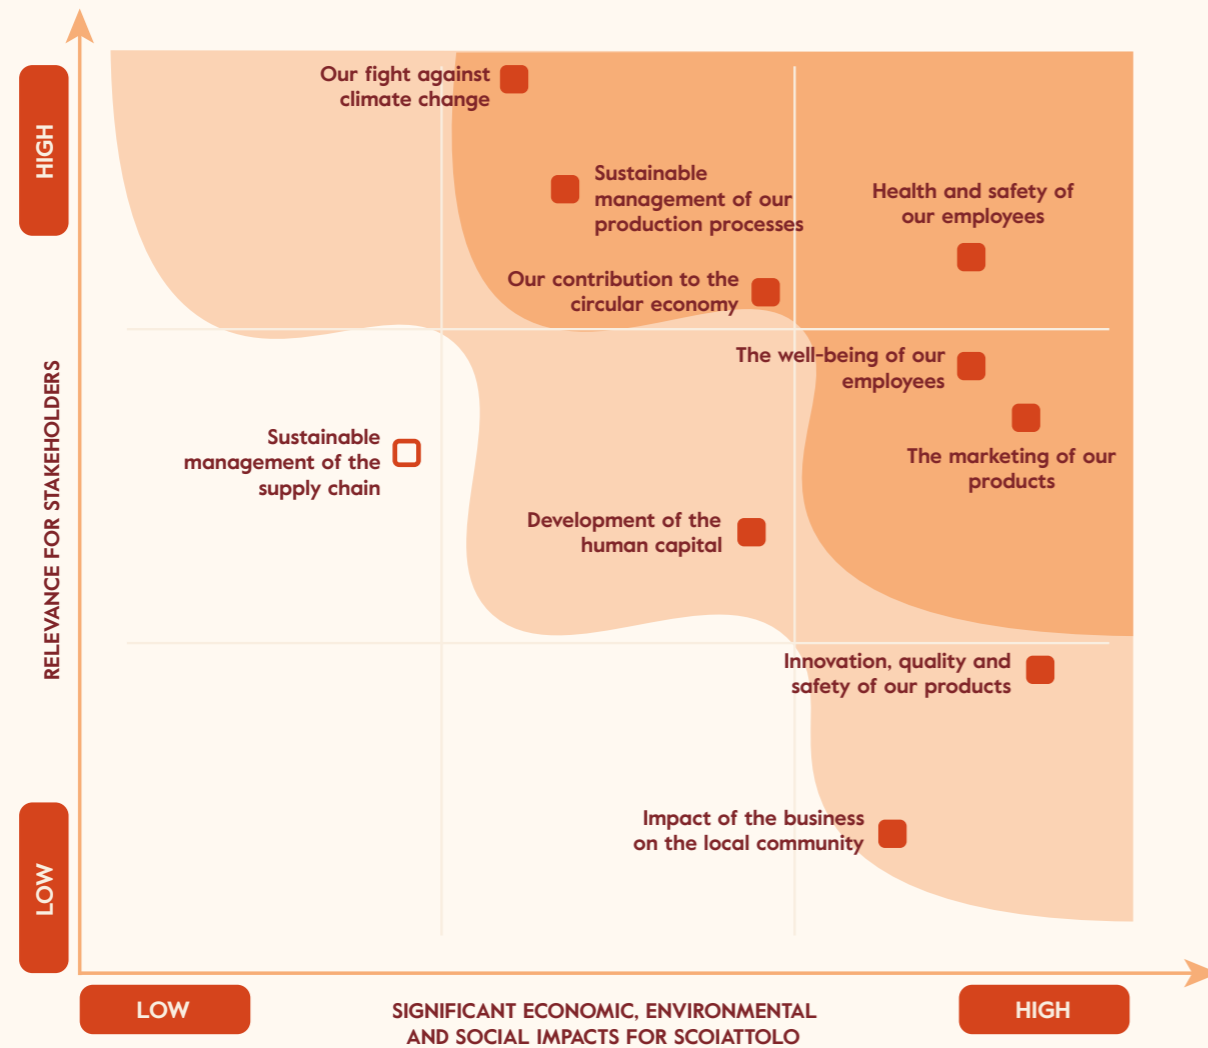 HIGH
Our fight against
climate change
Sustainable
management of our
production processes
Health and safety of
our employees
Our contribution to the
circular economy
The well-being of our
employees
RELEVANCE FOR STAKEHOLDERS
Sustainable
management of the
supply chain
The marketing of our
products
Development of the
human capital
Innovation, quality and
safety of our products
Impact of the business
on the local community
LOW
LOW
SIGNIFICANT ECONOMIC, ENVIRONMENTAL
AND SOCIAL IMPACTS FOR SCOIATTOLO
HIGH